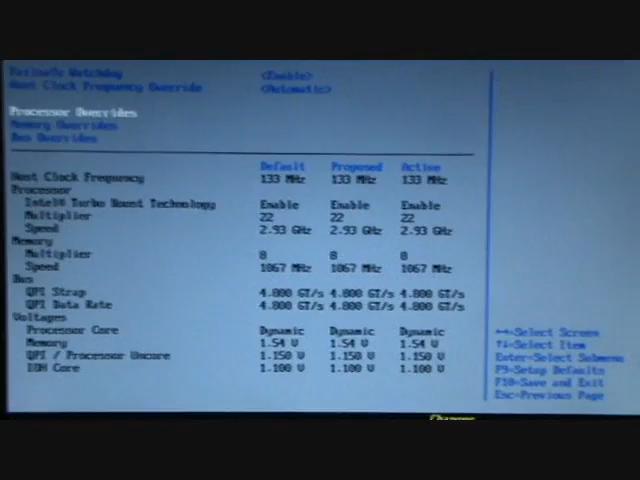 Failsafe Watchdog <Enable>
Host Clock Frequency Override <Automatic>
Processor Overrides
Memory Overrides
Bus Overrides
Default Proposed Active
Host Clock Frequency 133 MHz 133 MHz 133 MHz
Processor
Intel® Turbo Boost Technology Enable Enable Enable
Multiplier 22 22 22
Speed 2.93 GHz 2.93 GHz 2.93 GHz
Memory
Multiplier 8 8 8
Speed 1067 MHz 1067 MHz 1067 MHz
Bus
QPI Strap 4.800 GT/s 4.800 GT/s 4.800 GT/s
QPI Data Rate 4.800 GT/s 4.800 GT/s 4.800 GT/s
Voltages
Processor Core Dynamic Dynamic Dynamic
Memory 1.54 V 1.54 V 1.54 V
QPI / Processor Uncore 1.150 V 1.150 V 1.150 V
IOH Core 1.100 V 1.100 V 1.100 V
←→=Select Screen
↑↓=Select Item
Enter=Select Submenu
F9=Setup Defaults
F10=Save and Exit
Esc=Previous Page